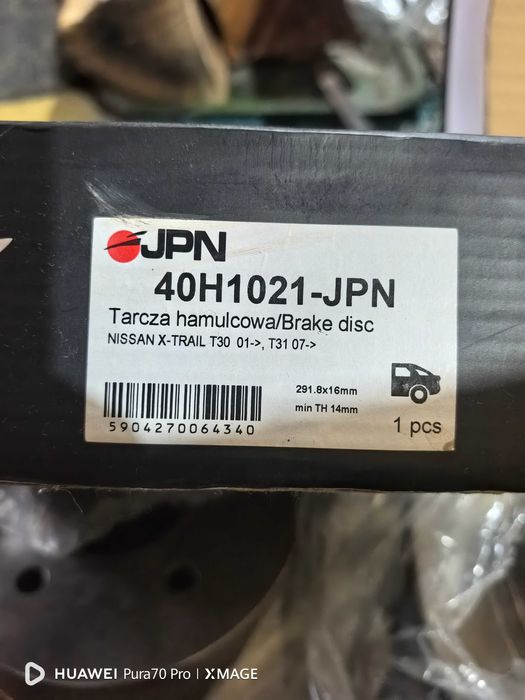 JPN
40H1021-JPN
Tarcza hamulcowa/Brake disc
NISSAN X-TRAIL T30 01->, T31 07->
291.8x16mm
min TH 14mm
5904270064340
1 pcs
HUAWEI Pura70 Pro | XMAGE